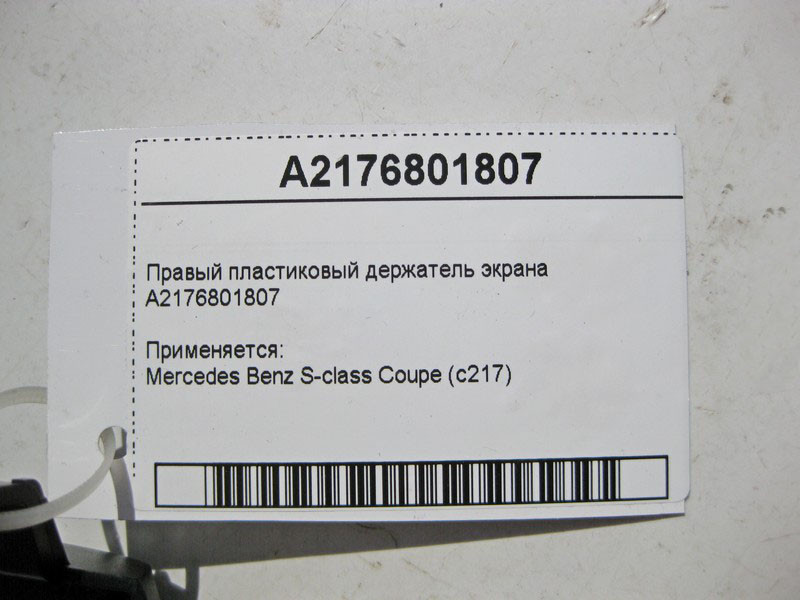 A2176801807
Правый пластиковый держатель экрана
A2176801807
Применяется:
Mercedes Benz S-class Coupe (c217)